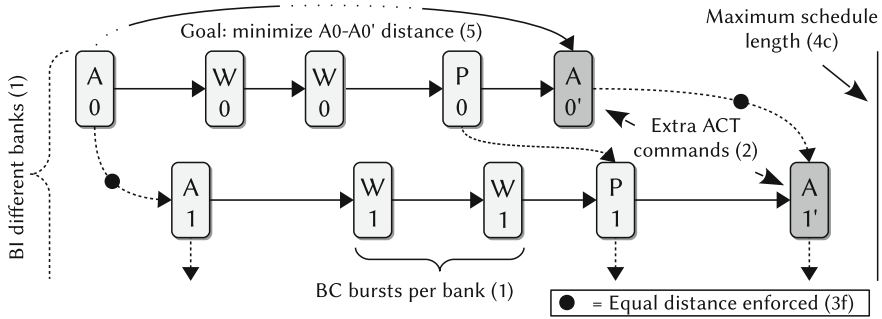 Maximum schedule
length (4c)
Goal: minimize A0-A0' distance (5)
A
0
W
0
W
0
P
0
A
0'
Extra ACT
commands (2)
BI different banks (1)
A
1
W
1
W
1
P
1
A
1'
BC bursts per bank (1)
= Equal distance enforced (3f)